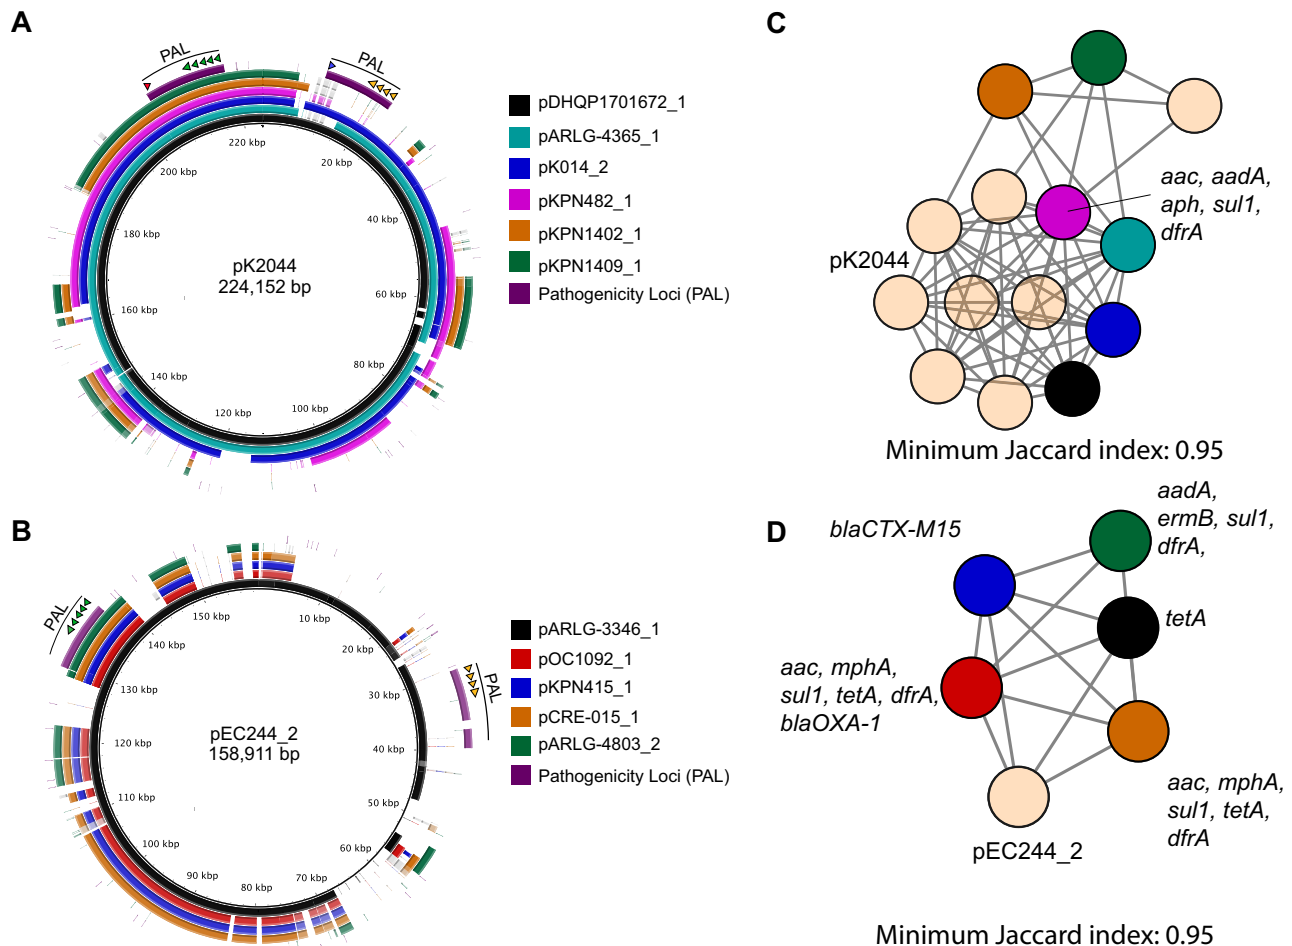 A
PAL
PAL
220 kbp
20 kbp
200 kbp
40 kbp
180 kbp
pK2044
224,152 bp
60 kbp
160 kbp
80 kbp
140 kbp
100 kbp
120 kbp
pDHQP1701672_1
pARLG-4365_1
pK014_2
pKPN482_1
pKPN1402_1
pKPN1409_1
Pathogenicity Loci (PAL)
C
aac, aadA,
aph, sul1,
dfrA
pK2044
Minimum Jaccard index: 0.95
B
PAL
PAL
150 kbp
10 kbp
140 kbp
20 kbp
130 kbp
30 kbp
120 kbp
pEC244_2
158,911 bp
40 kbp
110 kbp
50 kbp
100 kbp
60 kbp
90 kbp
80 kbp
70 kbp
pARLG-3346_1
pOC1092_1
pKPN415_1
pCRE-015_1
pARLG-4803_2
Pathogenicity Loci (PAL)
D
blaCTX-M15
aadA,
ermB, sul1,
dfrA,
tetA
aac, mphA,
sul1, tetA, dfrA,
blaOXA-1
aac, mphA,
sul1, tetA,
dfrA
pEC244_2
Minimum Jaccard index: 0.95